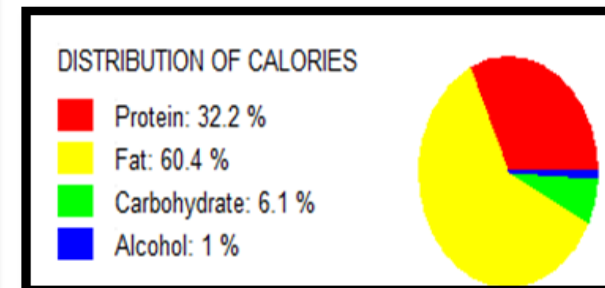 DISTRIBUTION OF CALORIES
Protein: 32.2 %
Fat: 60.4 %
Carbohydrate: 6.1 %
Alcohol: 1 %